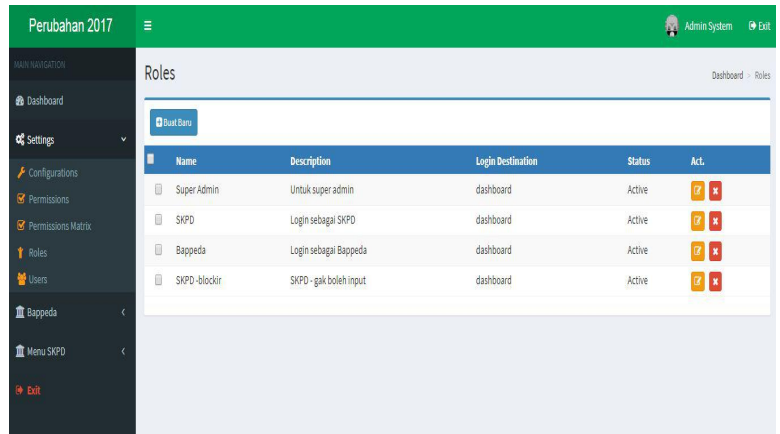 Perubahan 2017
Admin System
Exit
MAIN NAVIGATION
Dashboard
Settings
Configurations
Permissions
Permissions Matrix
Roles
Users
Bappeda
Menu SKPD
Exit
Roles
Dashboard > Roles
Buat Baru
Name Description Login Destination Status Act.
Super Admin Untuk super admin dashboard Active
SKPD Login sebagai SKPD dashboard Active
Bappeda Login sebagai Bappeda dashboard Active
SKPD -blockir SKPD - gak boleh input dashboard Active